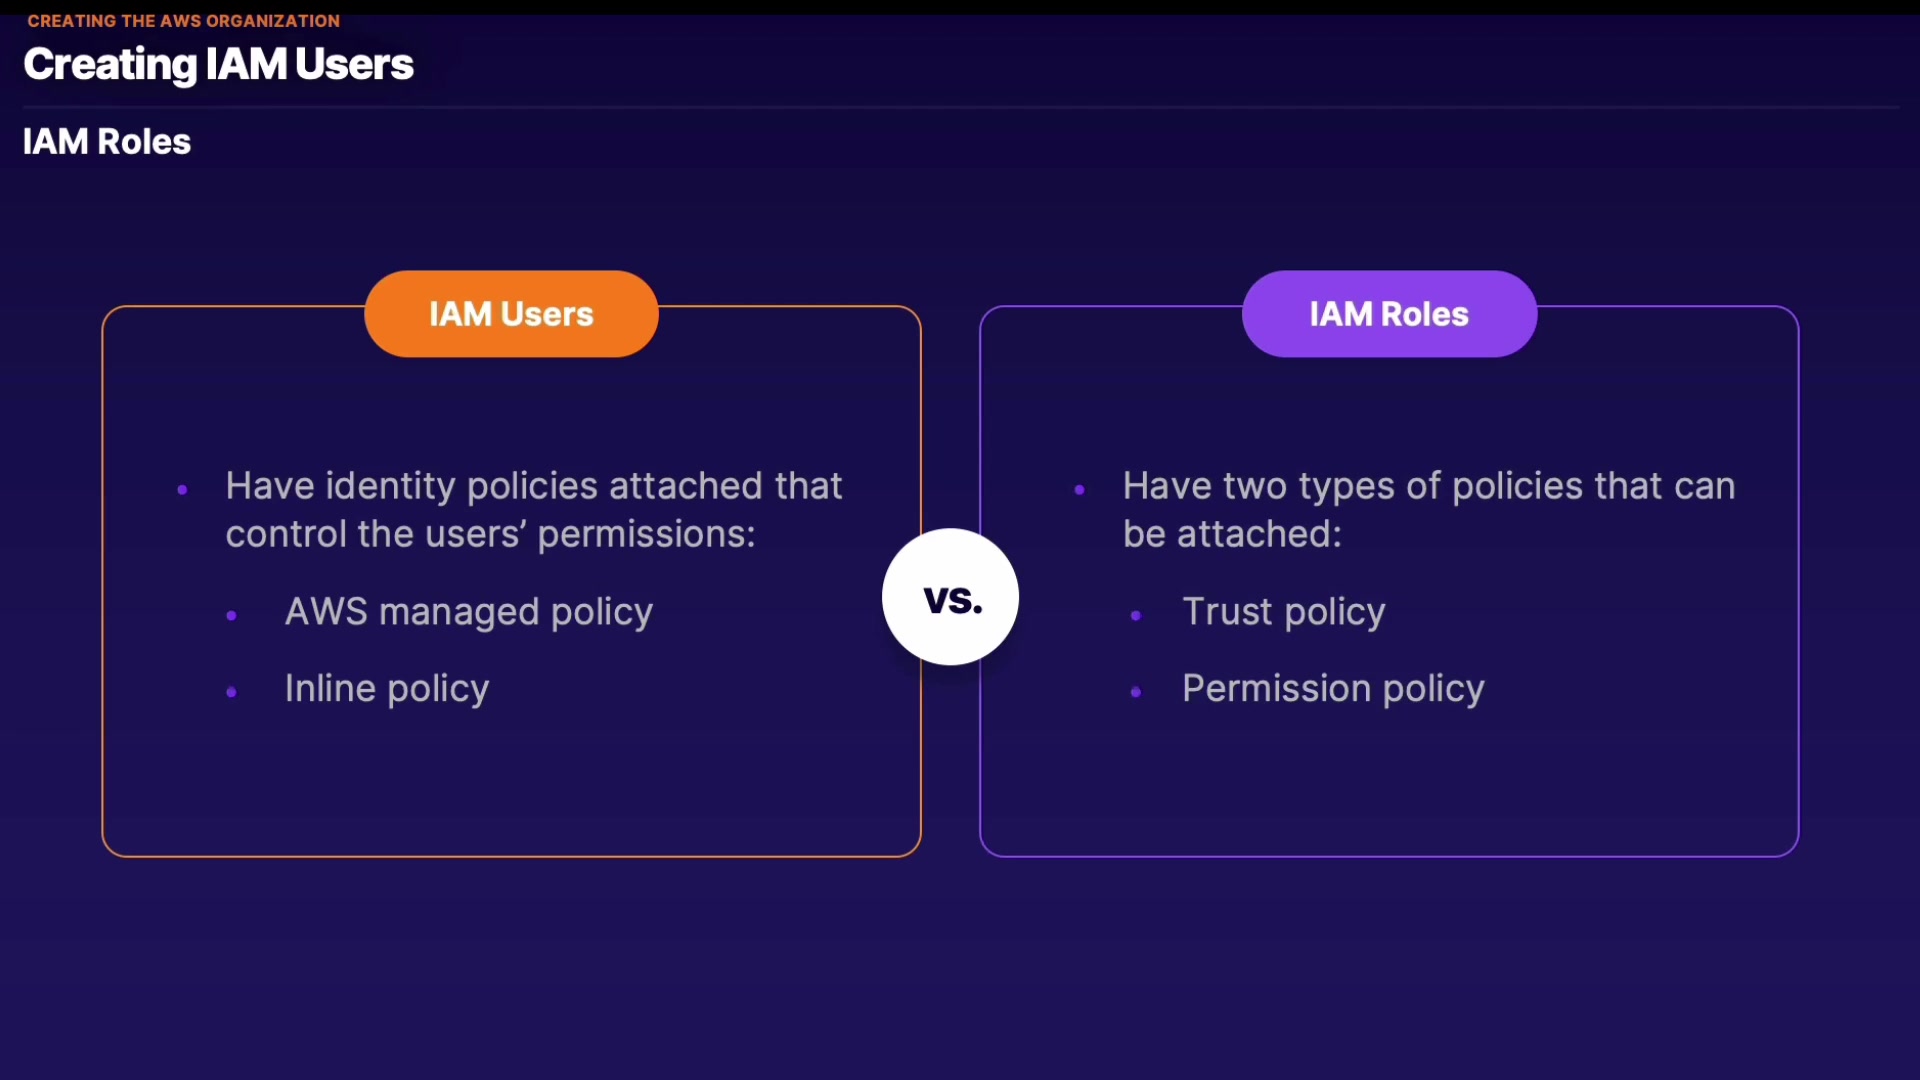 CREATING THE AWS ORGANIZATION
Creating IAM Users
IAM Roles
IAM Users
• Have identity policies attached that
control the users’ permissions:
• AWS managed policy
• Inline policy
vs.
IAM Roles
• Have two types of policies that can
be attached:
• Trust policy
• Permission policy